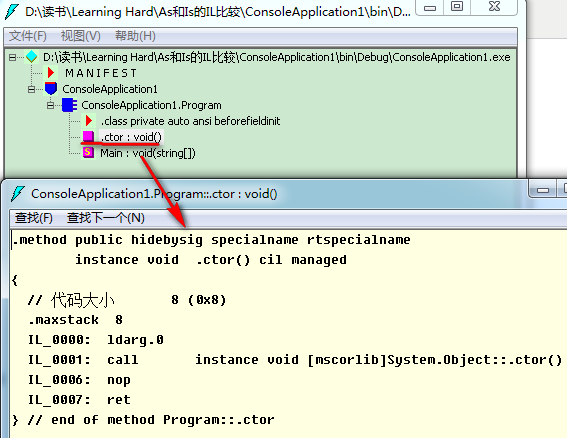 D:\读书\Learning Hard\As和Is的IL比较\ConsoleApplication1\bin\D...
文件(F) 视图(V) 帮助(H)
D:\读书\Learning Hard\As和Is的IL比较\ConsoleApplication1\bin\Debug\ConsoleApplication1.exe
M A N I F E S T
ConsoleApplication1
ConsoleApplication1.Program
.class private auto ansi beforefieldinit
.ctor : void()
S Main : void(string[])
ConsoleApplication1.Program::.ctor : void()
查找(F) 查找下一个(N)
.method public hidebysig specialname rtspecialname
instance void .ctor() cil managed
{
// 代码大小 8 (0x8)
.maxstack 8
IL_0000: ldarg.0
IL_0001: call instance void [mscorlib]System.Object::.ctor()
IL_0006: nop
IL_0007: ret
} // end of method Program::.ctor